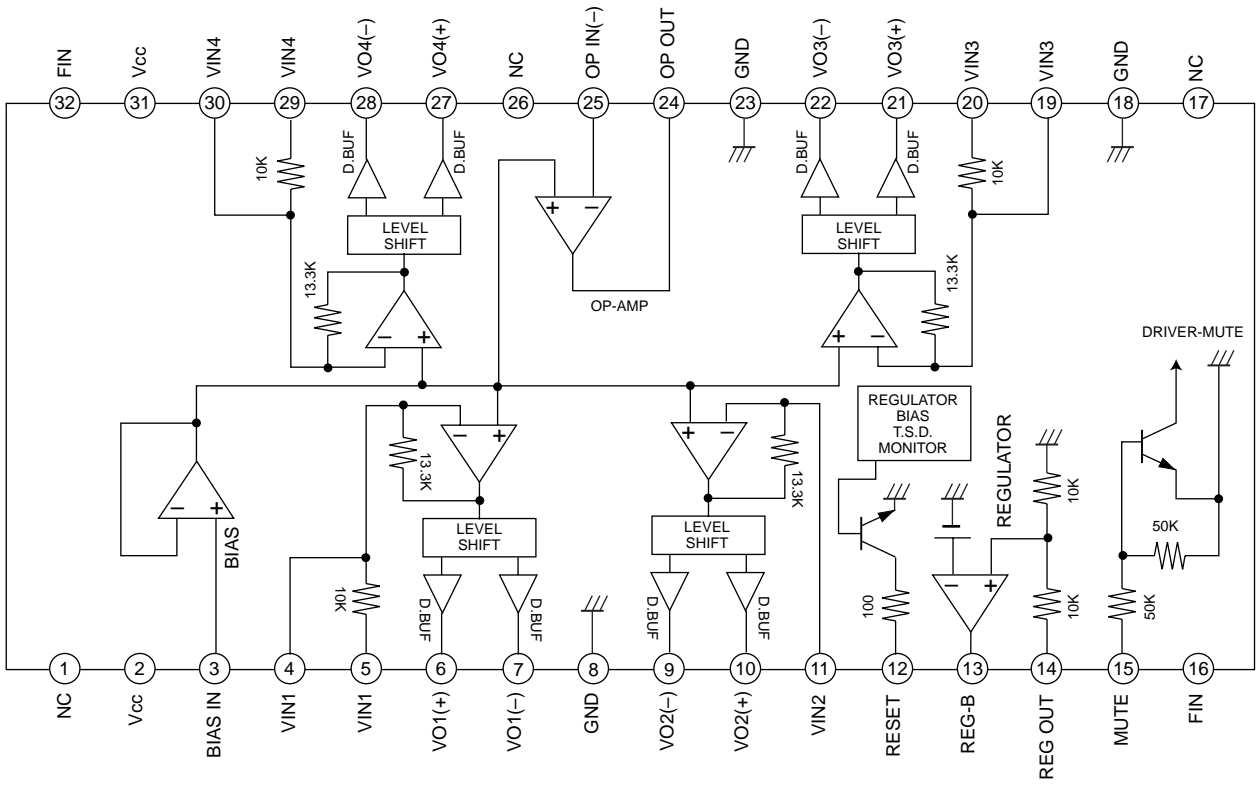 FIN
Vcc
VIN4
VIN4
VO4(–)
VO4(+)
NC
OP IN(–)
OP OUT
GND
VO3(–)
VO3(+)
VIN3
VIN3
GND
NC
32
31
30
29
28
27
26
25
24
23
22
21
20
19
18
17
10K
D.BUF
D.BUF
D.BUF
D.BUF
10K
+
–
LEVEL
SHIFT
LEVEL
SHIFT
13.3K
13.3K
OP-AMP
–
+
+
–
DRIVER-MUTE
REGULATOR
BIAS
T.S.D.
MONITOR
–
+
13.3K
+
–
13.3K
REGULATOR
10K
–
+
BIAS
LEVEL
SHIFT
LEVEL
SHIFT
50K
10K
D.BUF
D.BUF
D.BUF
D.BUF
100
–
+
10K
50K
1
2
3
4
5
6
7
8
9
10
11
12
13
14
15
16
NC
Vcc
BIAS IN
VIN1
VIN1
VO1(+)
VO1(–)
GND
VO2(–)
VO2(+)
VIN2
RESET
REG-B
REG OUT
MUTE
FIN